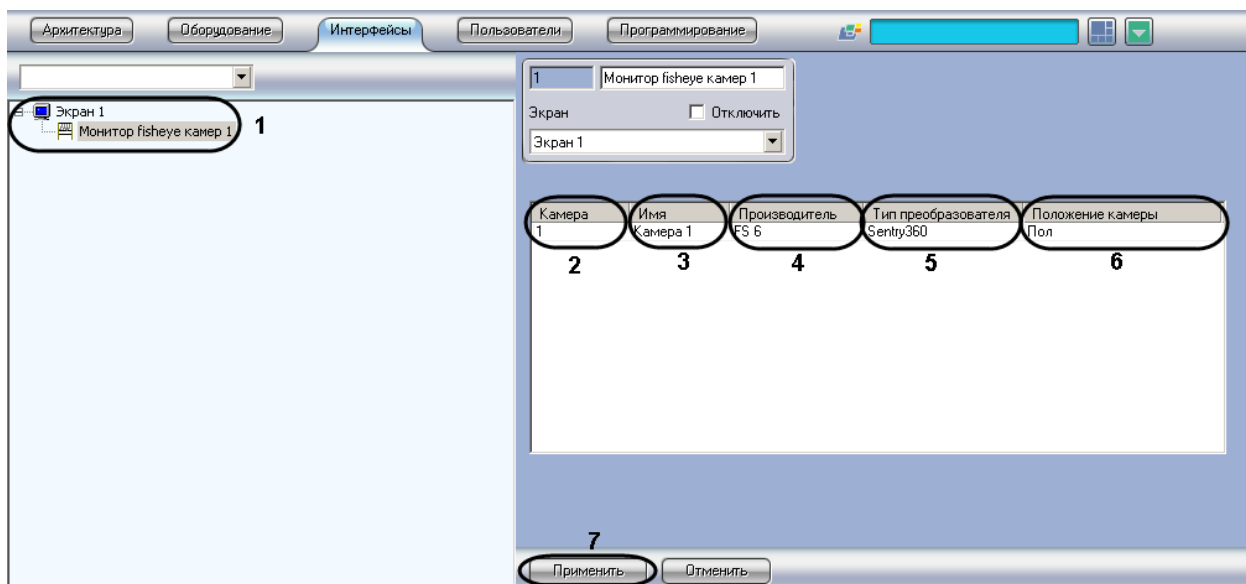 Архитектура Оборудование Интерфейсы Пользователи Программирование
1 Монитор fisheye камер 1
Экран 1
Экран Отключить
Монитор fisheye камер 1 1
Экран 1
Камера Имя Производитель Тип преобразователя Положение камеры
1 Камера 1 FS 6 Sentry360 Пол
2 3 4 5 6
7
Применить Отменить